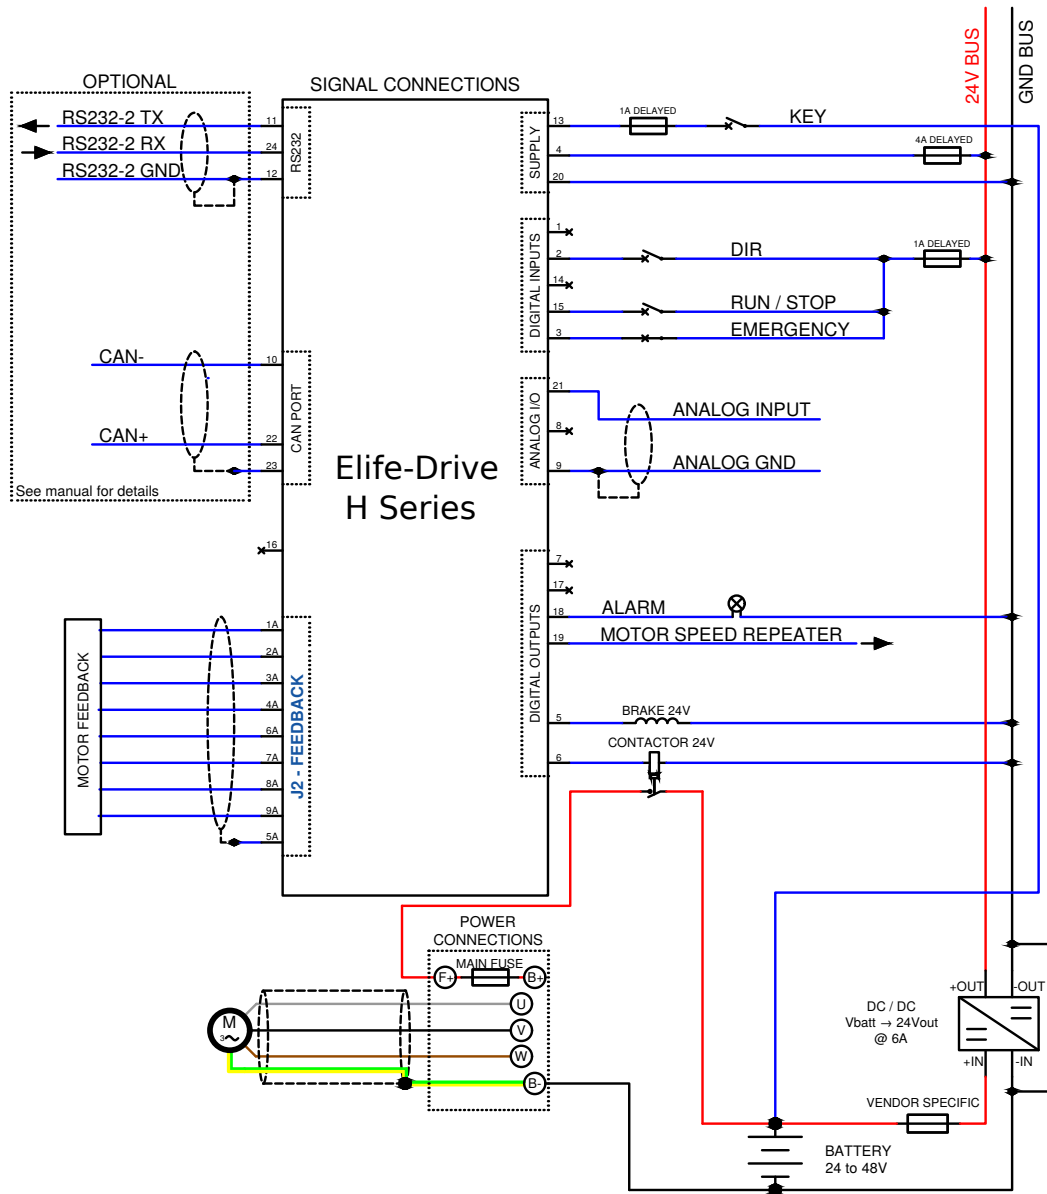 24V BUS
GND BUS
OPTIONAL
SIGNAL CONNECTIONS
RS232-2 TX
11
RS232-2 RX
24
RS232-2 GND
12
RS232
13
1A DELAYED
KEY
4
4A DELAYED
20
SUPPLY
1
2
DIR
1A DELAYED
14
15
RUN / STOP
3
EMERGENCY
DIGITAL INPUTS
CAN-
10
CAN+
22
23
CAN PORT
See manual for details
21
ANALOG INPUT
8
9
ANALOG GND
ANALOG I/O
Elife-Drive
H Series
16
7
17
18
ALARM
19
MOTOR SPEED REPEATER
5
BRAKE 24V
6
CONTACTOR 24V
DIGITAL OUTPUTS
MOTOR FEEDBACK
1A
2A
3A
4A
6A
7A
8A
9A
5A
J2 - FEEDBACK
POWER
CONNECTIONS
F+
MAIN FUSE
B+
U
V
W
B-
M
3
+OUT
-OUT
DC / DC
Vbatt → 24Vout
@ 6A
+IN
-IN
VENDOR SPECIFIC
BATTERY
24 to 48V